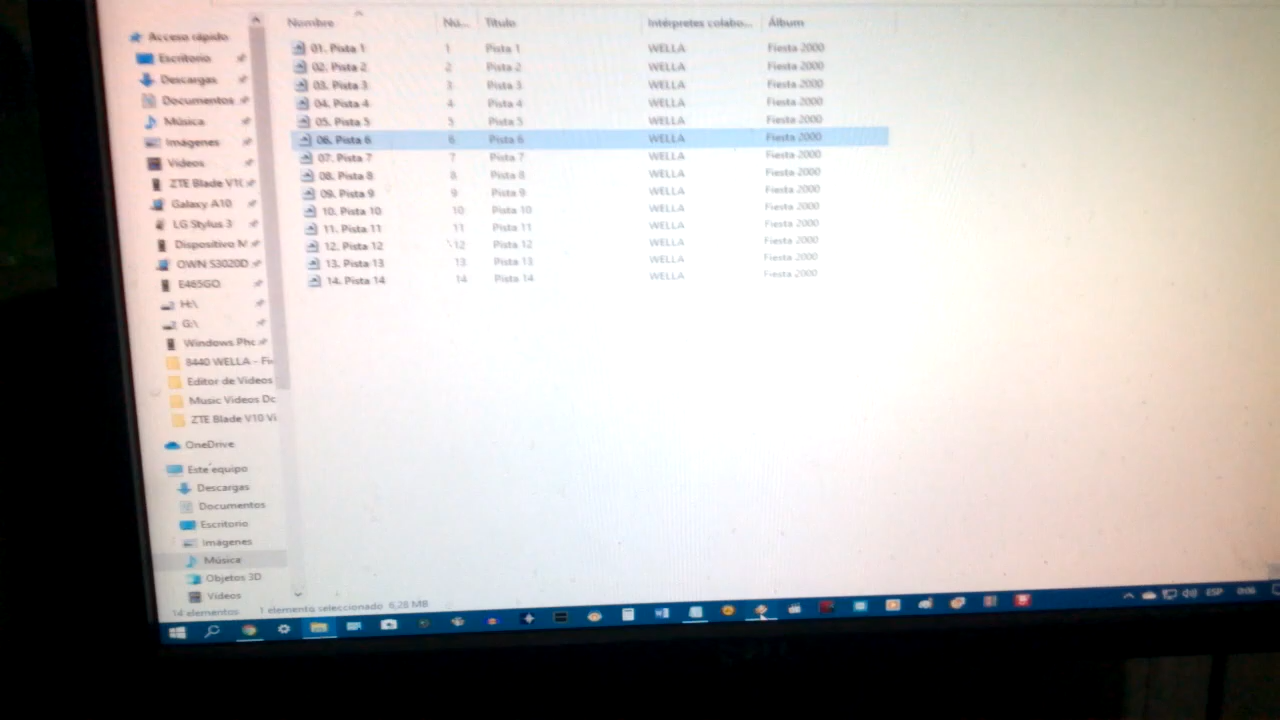 Nombre Nú... Título Intérpretes colabo... Álbum
01. Pista 1 1 Pista 1 WELLA Fiesta 2000
02. Pista 2 2 Pista 2 WELLA Fiesta 2000
03. Pista 3 3 Pista 3 WELLA Fiesta 2000
04. Pista 4 4 Pista 4 WELLA Fiesta 2000
05. Pista 5 5 Pista 5 WELLA Fiesta 2000
06. Pista 6 6 Pista 6 WELLA Fiesta 2000
07. Pista 7 7 Pista 7 WELLA Fiesta 2000
08. Pista 8 8 Pista 8 WELLA Fiesta 2000
09. Pista 9 9 Pista 9 WELLA Fiesta 2000
10. Pista 10 10 Pista 10 WELLA Fiesta 2000
11. Pista 11 11 Pista 11 WELLA Fiesta 2000
12. Pista 12 12 Pista 12 WELLA Fiesta 2000
13. Pista 13 13 Pista 13 WELLA Fiesta 2000
14. Pista 14 14 Pista 14 WELLA Fiesta 2000
Acceso rápido
Escritorio
Descargas
Documentos
Música
Imágenes
Vídeos
ZTE Blade V10
Galaxy A10
LG Stylus 3
Dispositivo M
OWN S3020D
E465GO
H:\
G:\
Windows Pho
8440 WELLA - Fi
Editor de Videos
Music Videos Dc
ZTE Blade V10 Vi
OneDrive
Este equipo
Descargas
Documentos
Escritorio
Imágenes
Música
Objetos 3D
Vídeos
14 elementos 1 elemento seleccionado 6,28 MB
ESP